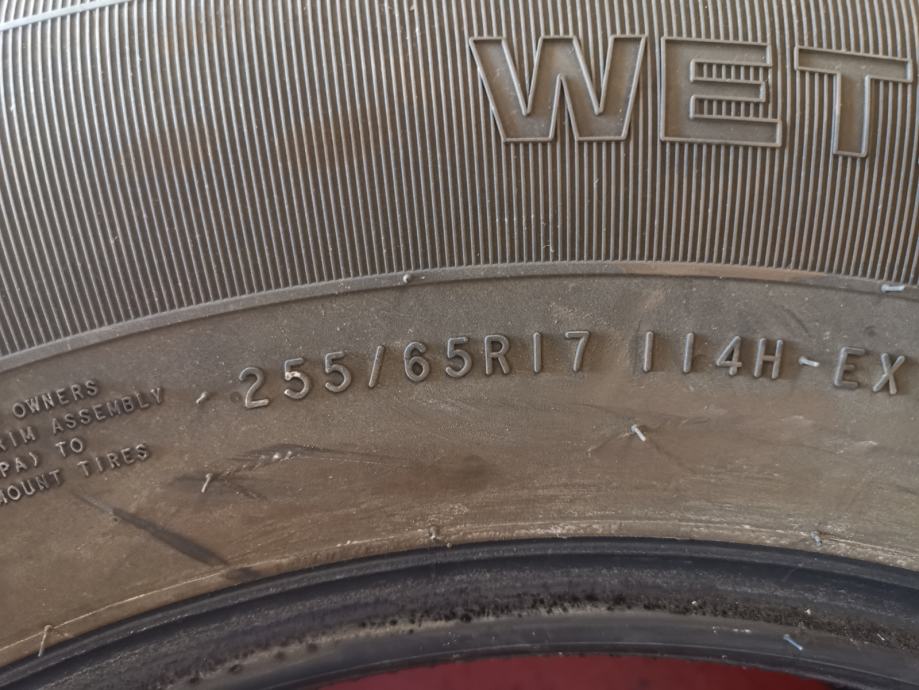 WET
255/65R17 114H-EX
OWNERS
RIM ASSEMBLY
PA) TO
MOUNT TIRES